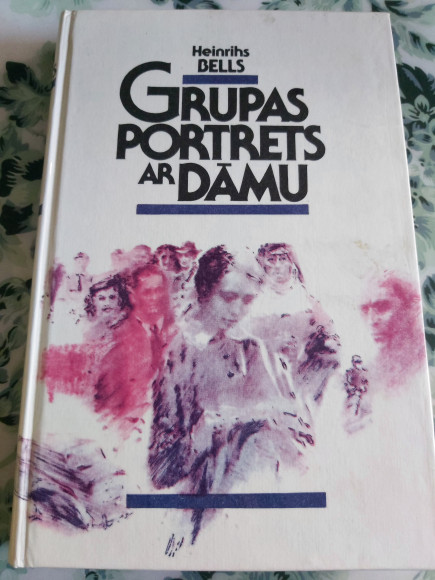 Heinrihs
BELLS
GRUPAS
PORTRETS
AR DĀMU